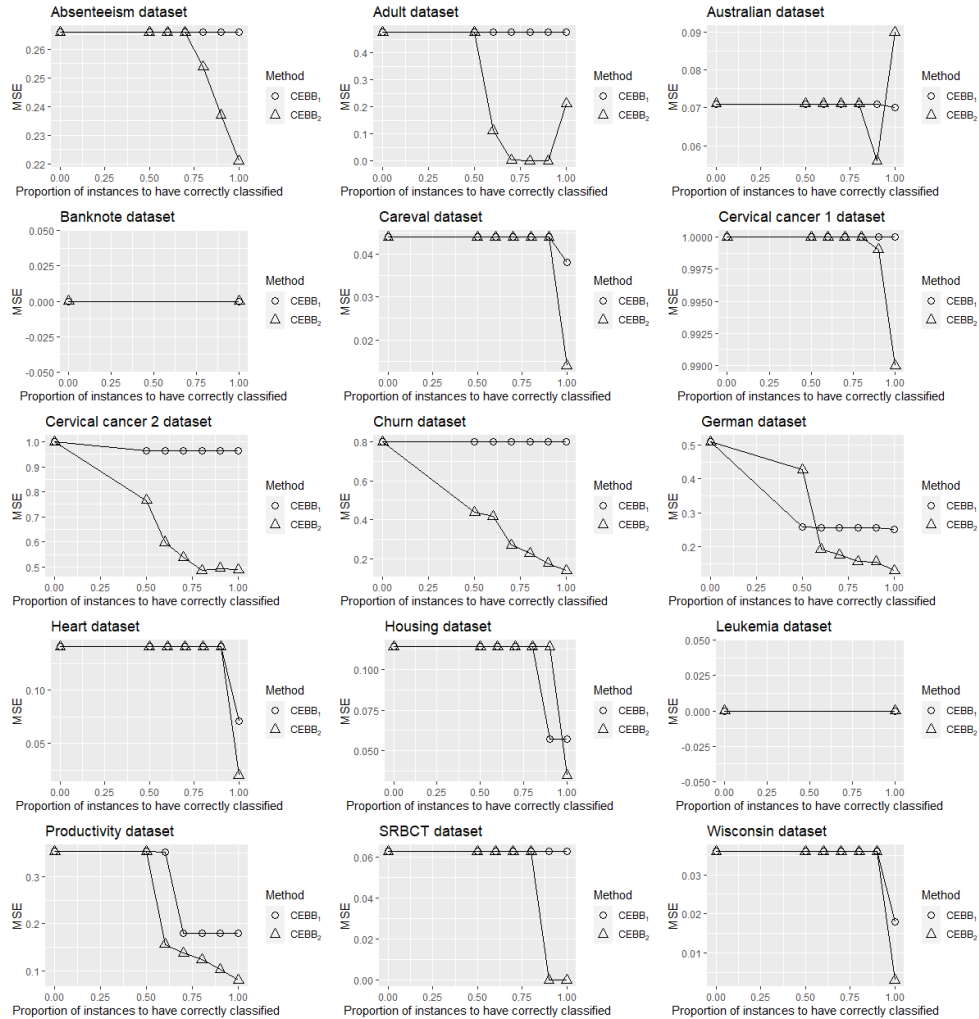 Absenteeism dataset
0.26
0.25
0.24
0.23
0.22
MSE
0.00 0.25 0.50 0.75 1.00
Proportion of instances to have correctly classified
Method
CEBB₁
CEBB₂
Adult dataset
0.4
0.3
0.2
0.1
0.0
MSE
0.00 0.25 0.50 0.75 1.00
Proportion of instances to have correctly classified
Method
CEBB₁
CEBB₂
Australian dataset
0.09
0.08
0.07
0.06
MSE
0.00 0.25 0.50 0.75 1.00
Proportion of instances to have correctly classified
Method
CEBB₁
CEBB₂
Banknote dataset
0.050
0.025
0.000
-0.025
-0.050
MSE
0.00 0.25 0.50 0.75 1.00
Proportion of instances to have correctly classified
Method
CEBB₁
CEBB₂
Careval dataset
0.04
0.03
0.02
MSE
0.00 0.25 0.50 0.75 1.00
Proportion of instances to have correctly classified
Method
CEBB₁
CEBB₂
Cervical cancer 1 dataset
1.0000
0.9975
0.9950
0.9925
0.9900
MSE
0.00 0.25 0.50 0.75 1.00
Proportion of instances to have correctly classified
Method
CEBB₁
CEBB₂
Cervical cancer 2 dataset
1.0
0.9
0.8
0.7
0.6
0.5
MSE
0.00 0.25 0.50 0.75 1.00
Proportion of instances to have correctly classified
Method
CEBB₁
CEBB₂
Churn dataset
0.8
0.6
0.4
0.2
MSE
0.00 0.25 0.50 0.75 1.00
Proportion of instances to have correctly classified
Method
CEBB₁
CEBB₂
German dataset
0.5
0.4
0.3
0.2
MSE
0.00 0.25 0.50 0.75 1.00
Proportion of instances to have correctly classified
Method
CEBB₁
CEBB₂
Heart dataset
0.10
0.05
MSE
0.00 0.25 0.50 0.75 1.00
Proportion of instances to have correctly classified
Method
CEBB₁
CEBB₂
Housing dataset
0.100
0.075
0.050
MSE
0.00 0.25 0.50 0.75 1.00
Proportion of instances to have correctly classified
Method
CEBB₁
CEBB₂
Leukemia dataset
0.050
0.025
0.000
-0.025
-0.050
MSE
0.00 0.25 0.50 0.75 1.00
Proportion of instances to have correctly classified
Method
CEBB₁
CEBB₂
Productivity dataset
0.3
0.2
0.1
MSE
0.00 0.25 0.50 0.75 1.00
Proportion of instances to have correctly classified
Method
CEBB₁
CEBB₂
SRBCT dataset
0.06
0.04
0.02
0.00
MSE
0.00 0.25 0.50 0.75 1.00
Proportion of instances to have correctly classified
Method
CEBB₁
CEBB₂
Wisconsin dataset
0.03
0.02
0.01
MSE
0.00 0.25 0.50 0.75 1.00
Proportion of instances to have correctly classified
Method
CEBB₁
CEBB₂